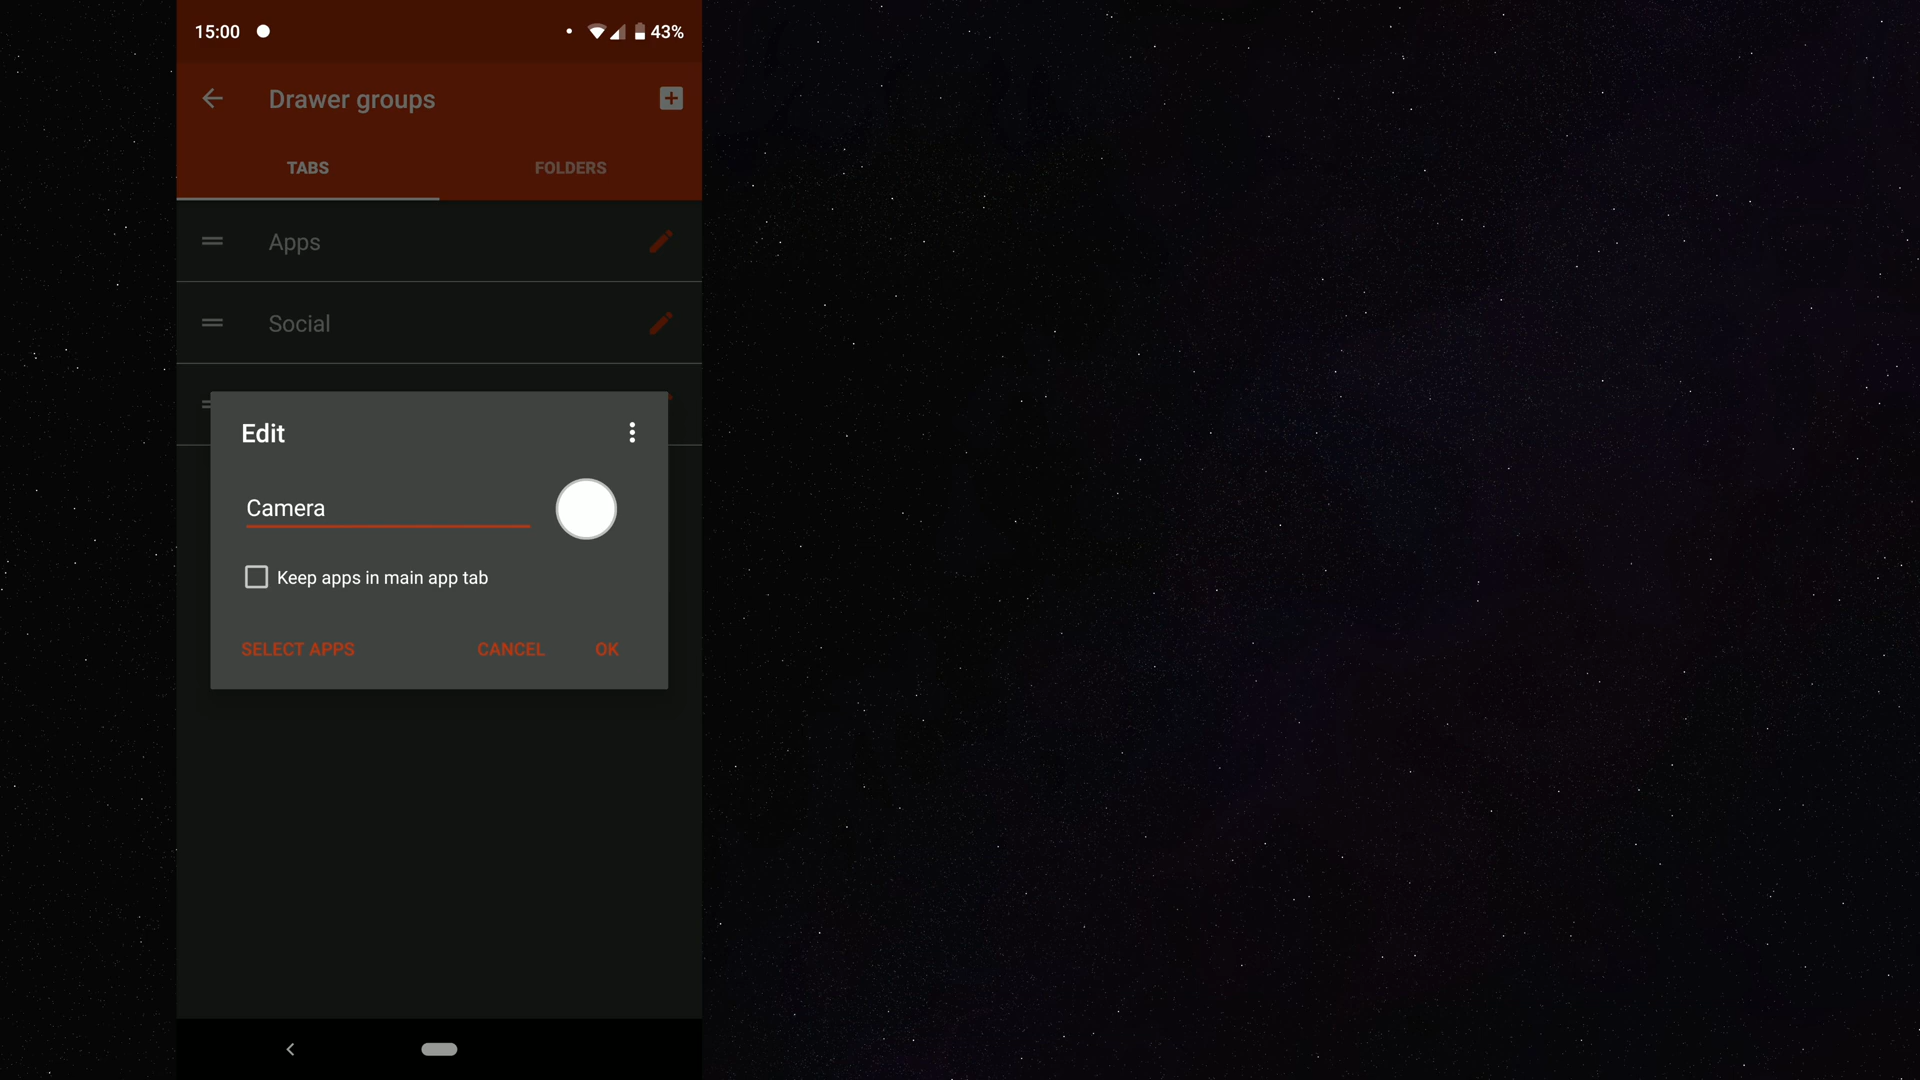 15:00
43%
Drawer groups
TABS
FOLDERS
Apps
Social
Edit
Camera
Keep apps in main app tab
SELECT APPS
CANCEL
OK